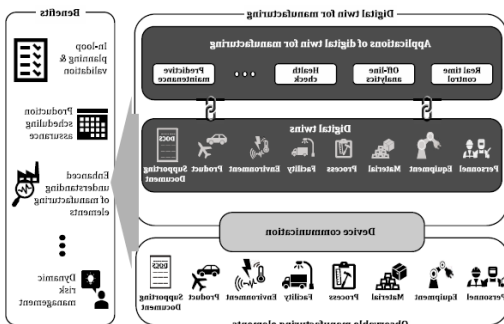 Digital twin for manufacturing
Applications of digital twin for manufacturing
Real time
control
Off-line
analytics
Health
check
Predictive
maintenance
Digital twins
Personnel
Equipment
Material
Process
Facility
Environment
Product
Supporting
Document
DOCS
Device communication
Personnel
Equipment
Material
Process
Facility
Environment
Product
Supporting
Document
DOCS
Observable manufacturing elements
Benefits
In-loop
planning &
validation
Production
scheduling
assurance
Enhanced
understanding
of manufacturing
elements
Dynamic
risk
management